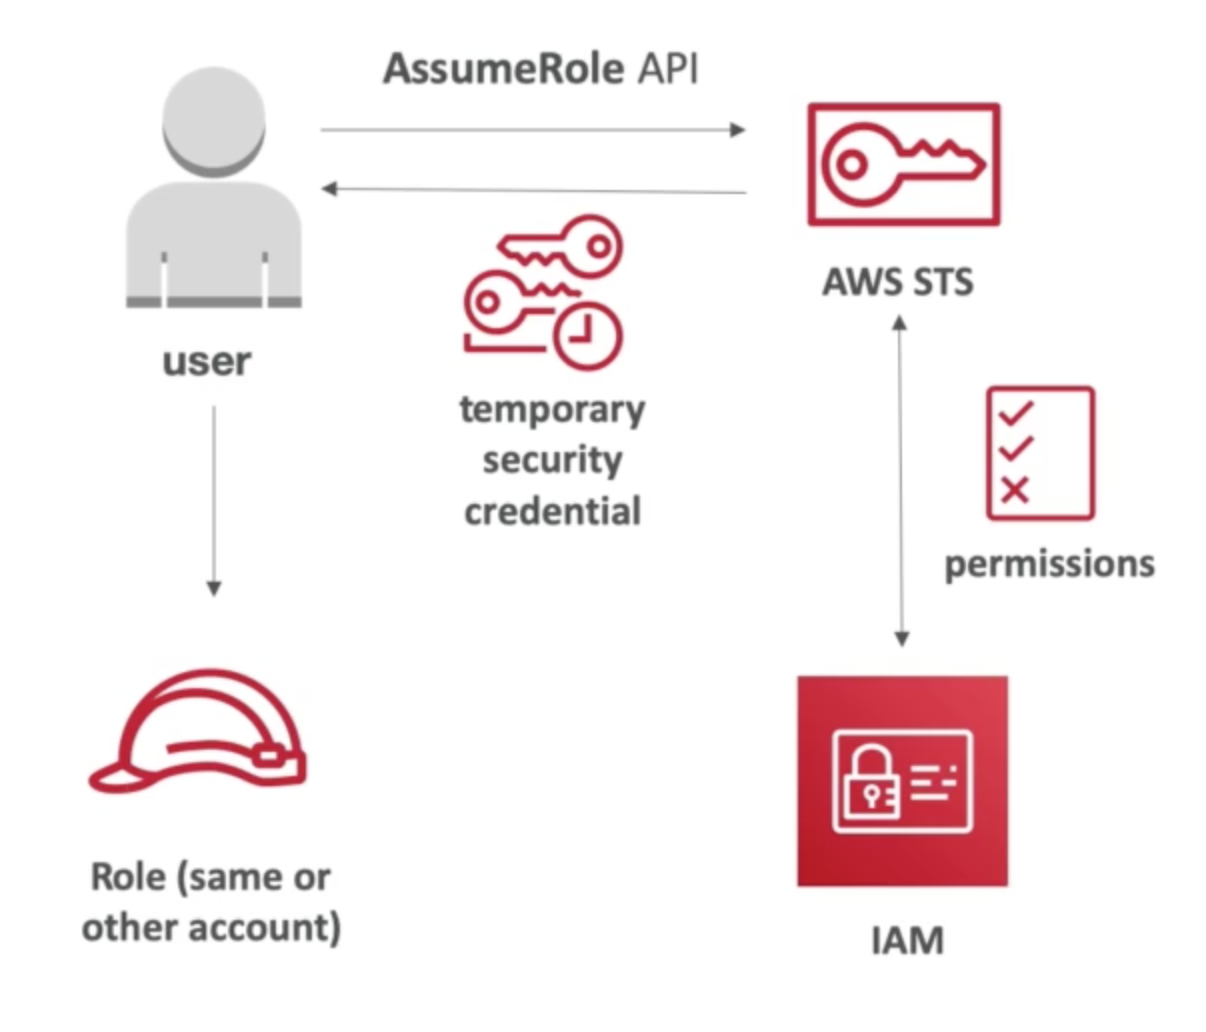 AssumeRole API
AWS STS
user
temporary
security
credential
permissions
Role (same or
other account)
IAM